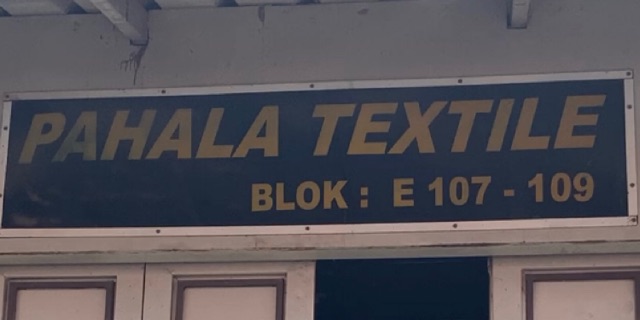 PAHALA TEXTILE
BLOK : E 107 - 109